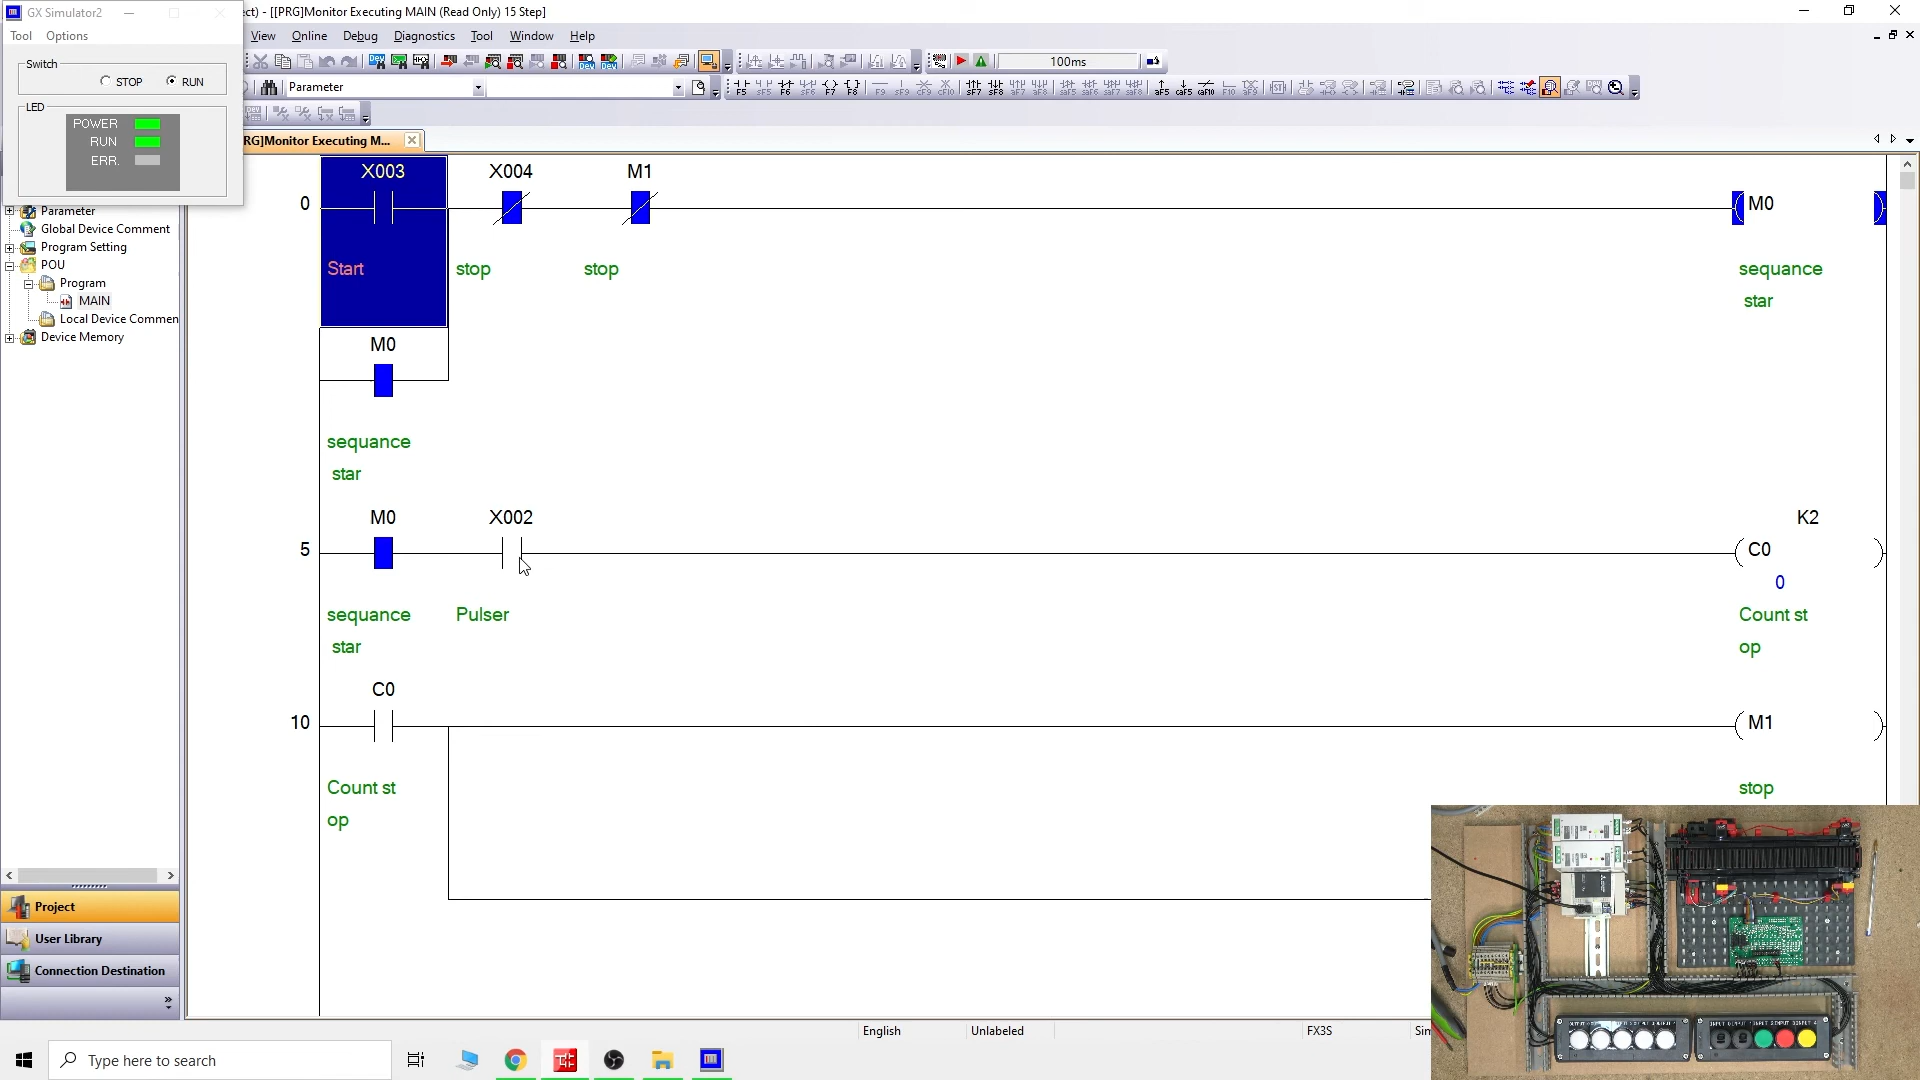 GX Simulator2
ct) - [[PRG]Monitor Executing MAIN (Read Only) 15 Step]
Tool Options
View Online Debug Diagnostics Tool Window Help
Switch
STOP RUN
100ms
Parameter
LED
POWER
RUN
ERR.
RG]Monitor Executing M...
Parameter
Global Device Comment
Program Setting
POU
Program
MAIN
Local Device Commen
Device Memory
X003 X004 M1
0 M0
Start stop stop sequance
star
M0
sequance
star
M0 X002 K2
5 C0
0
sequance Pulser Count st
star op
C0
10 M1
Count st stop
op
Project
User Library
Connection Destination
English Unlabeled FX3S Sim
Type here to search